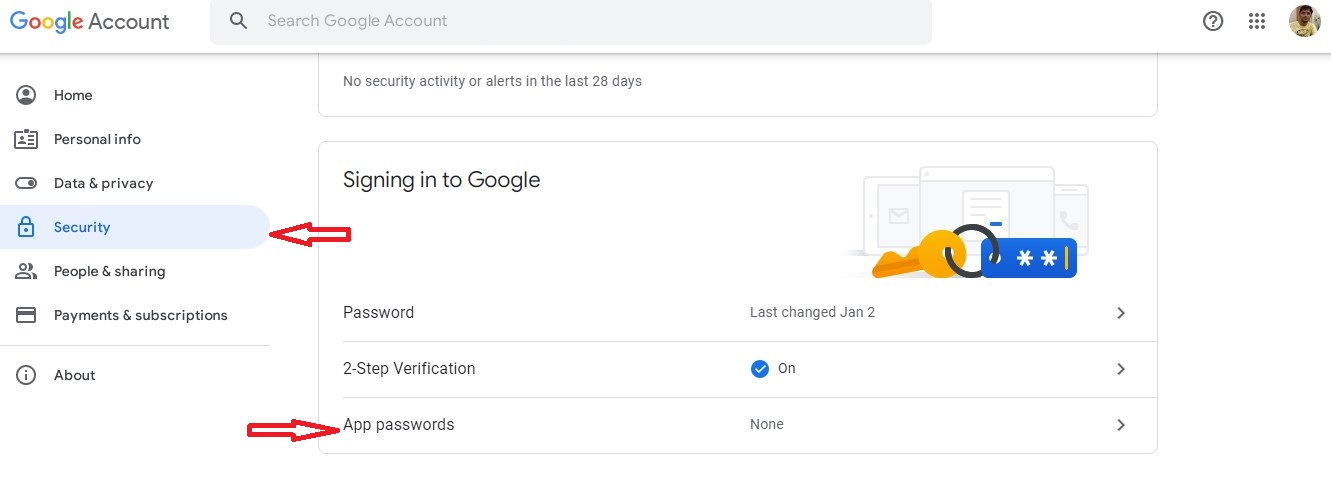 Google Account
Search Google Account
Home
Personal info
Data & privacy
Security
People & sharing
Payments & subscriptions
About
No security activity or alerts in the last 28 days
Signing in to Google
**
Password Last changed Jan 2
2-Step Verification On
App passwords None